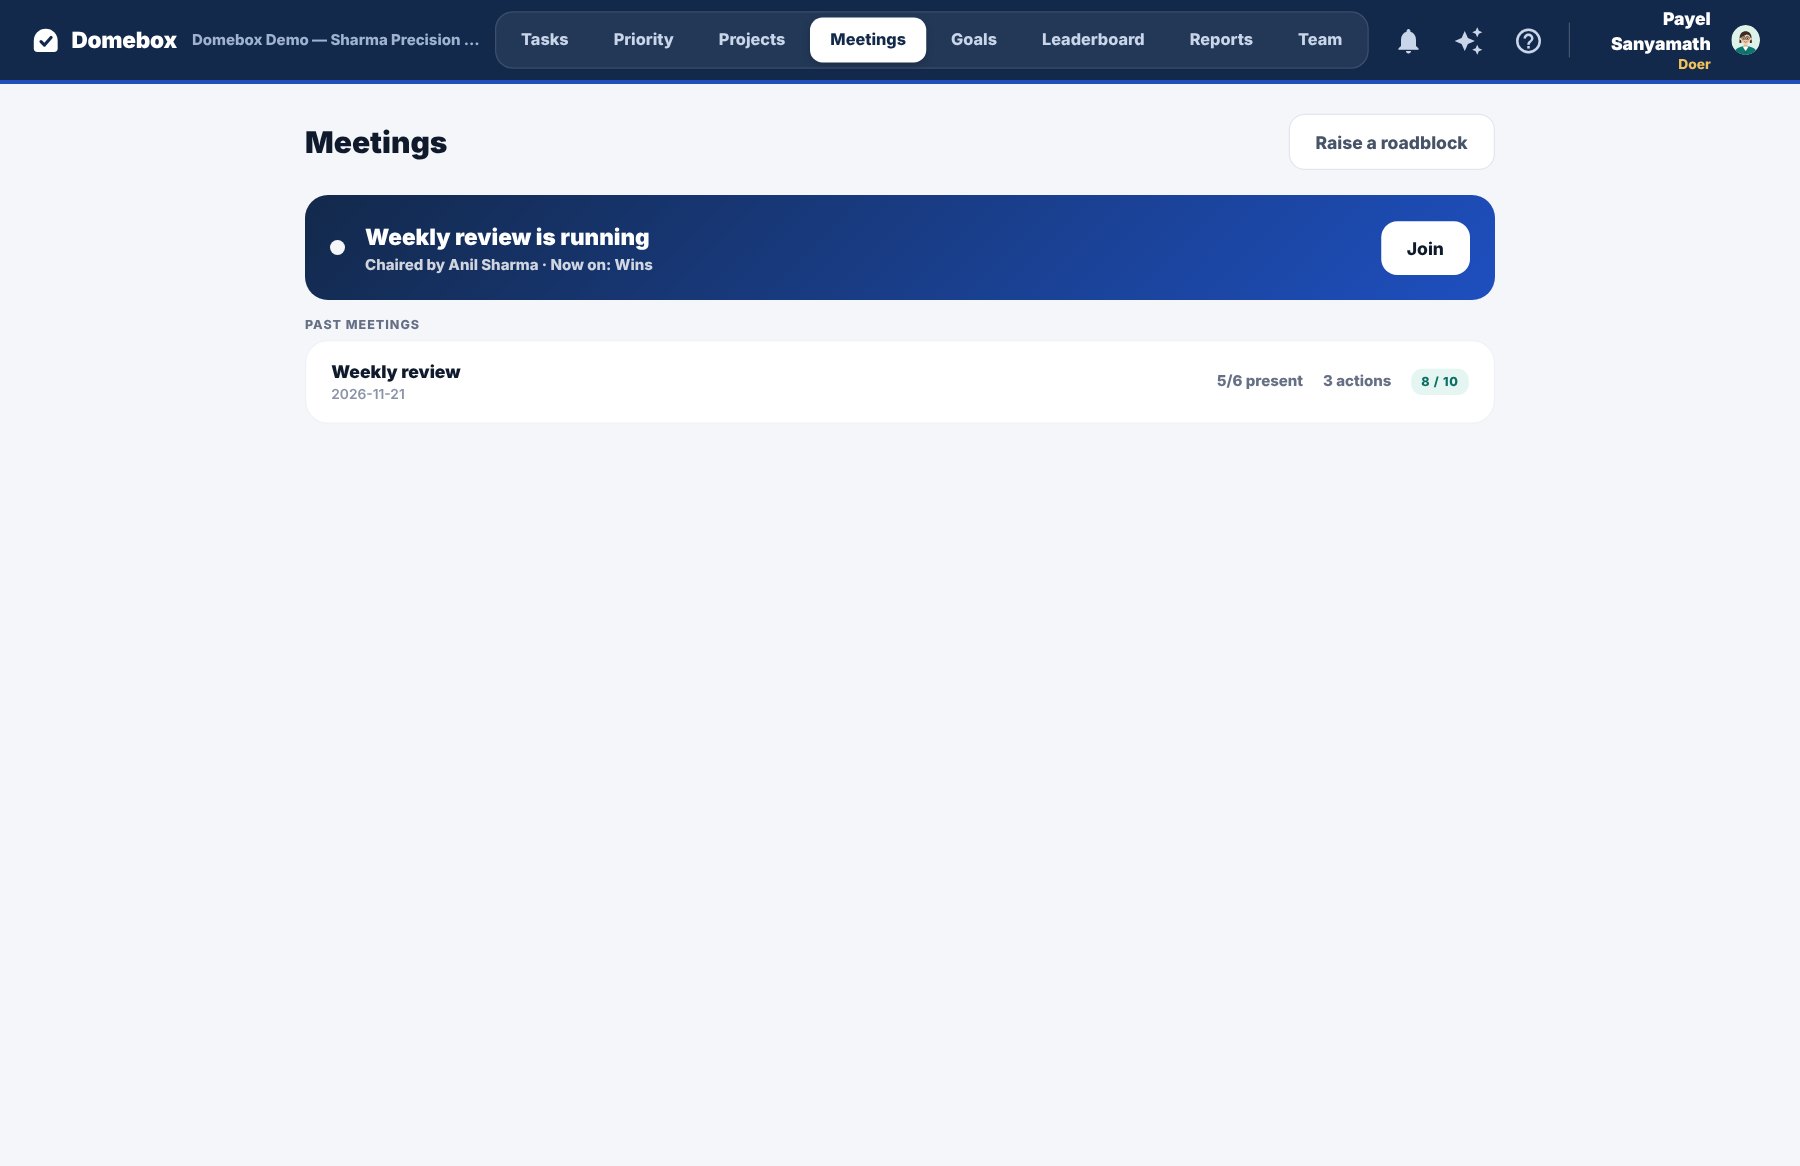 Domebox Domebox Demo — Sharma Precision ... Tasks Priority Projects Meetings Goals Leaderboard Reports Team
Payel
Sanyamath
Doer
Meetings
Raise a roadblock
Weekly review is running
Chaired by Anil Sharma · Now on: Wins
Join
PAST MEETINGS
Weekly review
2026-11-21
5/6 present 3 actions 8 / 10